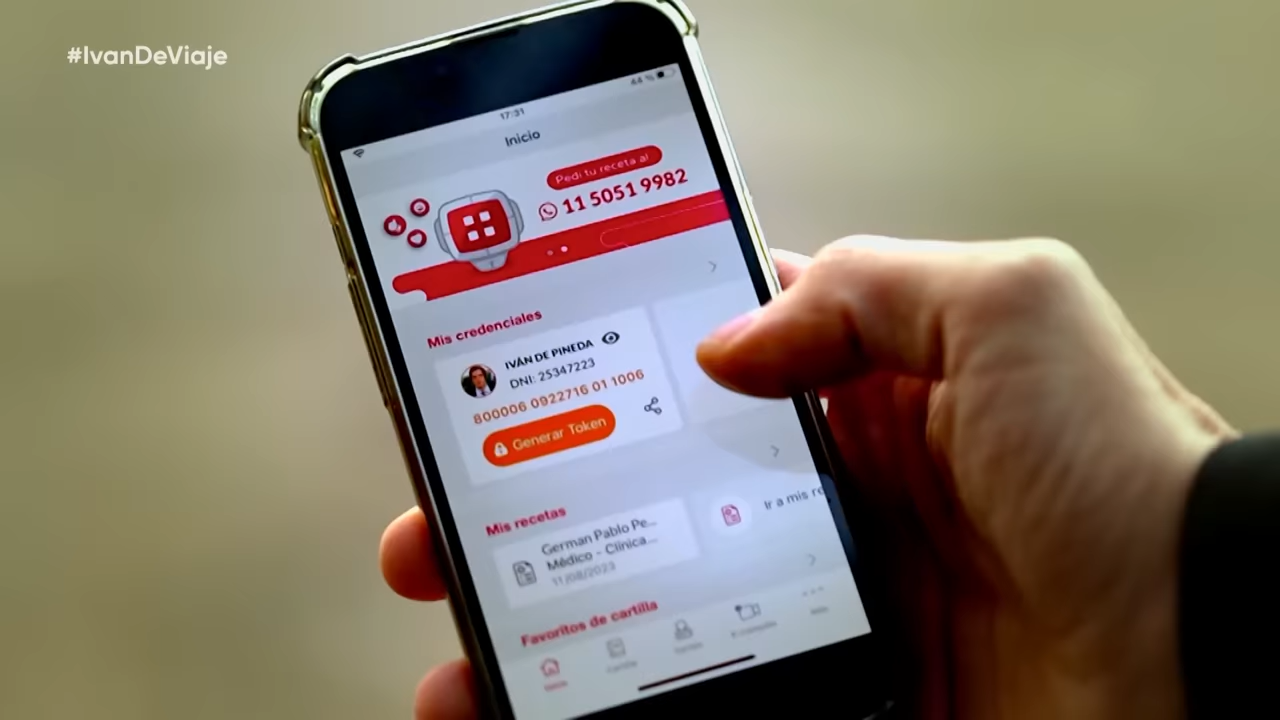 #IvanDeViaje
17:31
44 %
Inicio
Pedí tu receta al
11 5051 9982
Mis credenciales
IVÁN DE PINEDA
DNI: 25347223
800006 0922716 01 1006
Generar Token
Mis recetas
German Pablo Pe...
Médico - Clínica...
11/08/2023
Ir a mis re
Favoritos de cartilla
Inicio